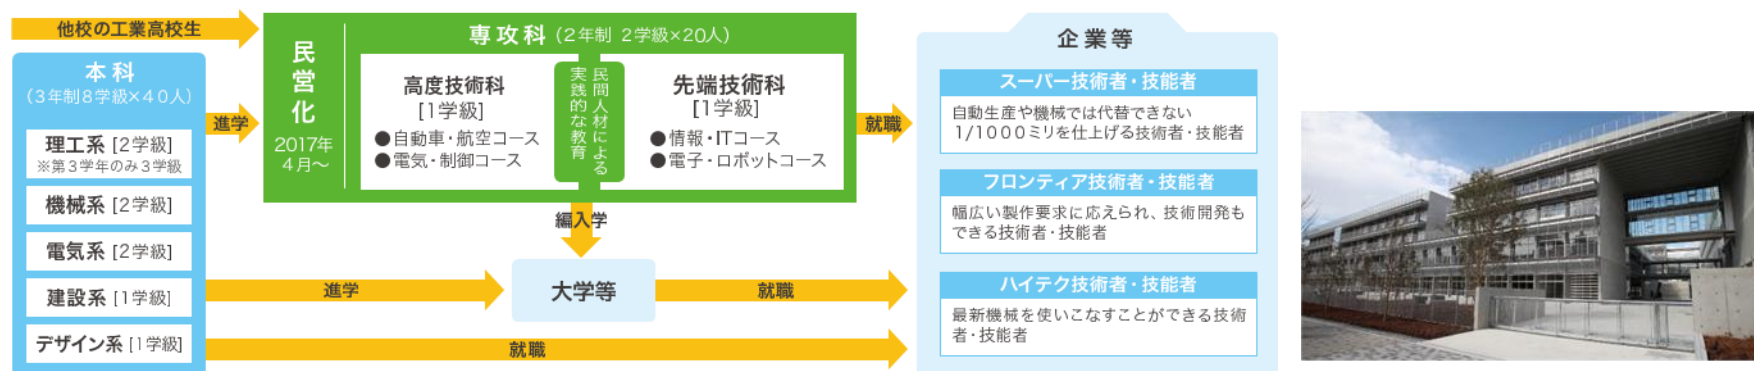 他校の工業高校生
本科
(3年制8学級×40人)
理工系 [2学級]
※第3学年のみ3学級
機械系 [2学級]
電気系 [2学級]
建設系 [1学級]
デザイン系 [1学級]
進学
民営化
2017年
4月～
専攻科 (2年制 2学級×20人)
高度技術科
[1学級]
●自動車・航空コース
●電気・制御コース
民間人材による
実践的な教育
先端技術科
[1学級]
●情報・ITコース
●電子・ロボットコース
就職
編入学
進学
大学等
就職
就職
企業等
スーパー技術者・技能者
自動生産や機械では代替できない
1/1000ミリを仕上げる技術者・技能者
フロンティア技術者・技能者
幅広い製作要求に応えられ、技術開発も
できる技術者・技能者
ハイテク技術者・技能者
最新機械を使いこなすことができる技術
者・技能者